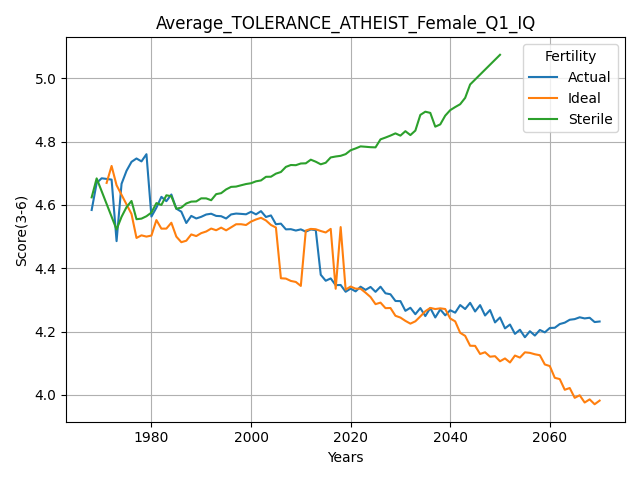 Average_TOLERANCE_ATHEIST_Female_Q1_IQ
Fertility
Actual
Ideal
Sterile
Score(3-6)
5.0
4.8
4.6
4.4
4.2
4.0
1980 2000 2020 2040 2060
Years